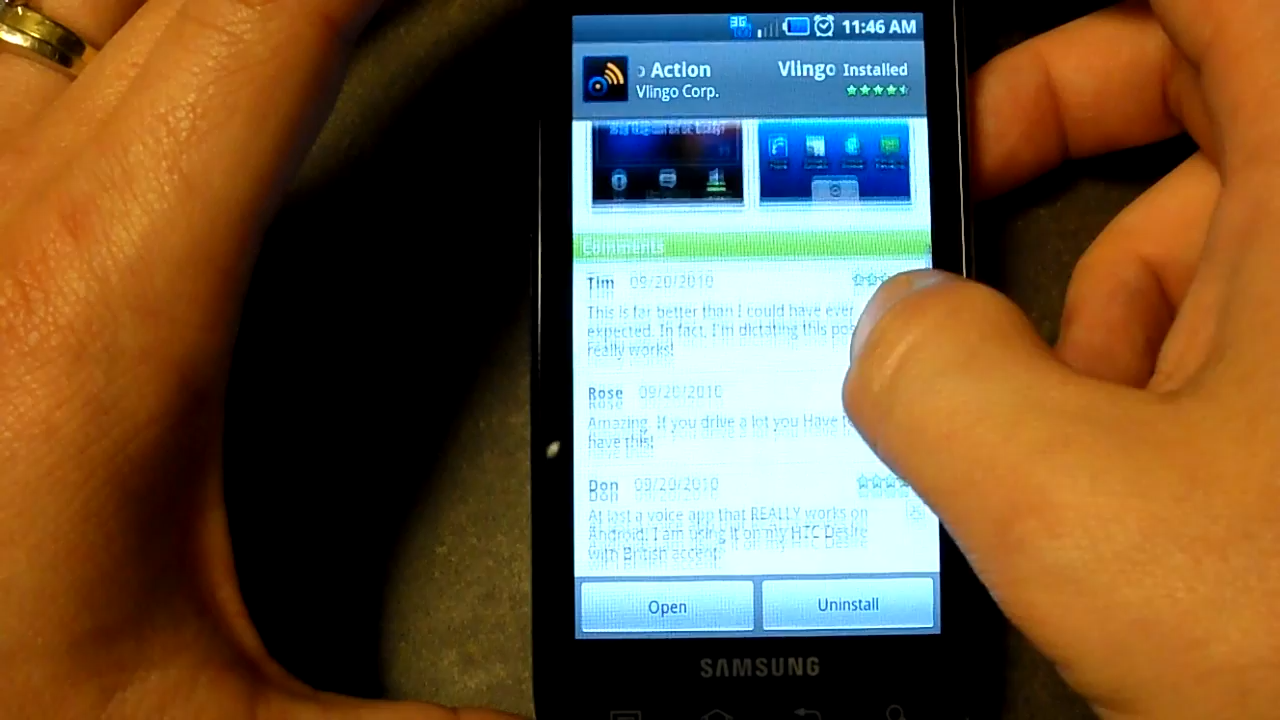 3G
11:46 AM
Action Vlingo Installed
Vlingo Corp.
Comments
Tim 09/20/2010
This is far better than I could have ever
expected. In fact, I'm dictating this
really works!
Rose 09/20/2010
Amazing. If you drive a lot you Have
have this!
Don 09/20/2010
At last a voice app that REALLY works on
Android. I am using it on my HTC Desire
with British accent.
Open Uninstall
SAMSUNG